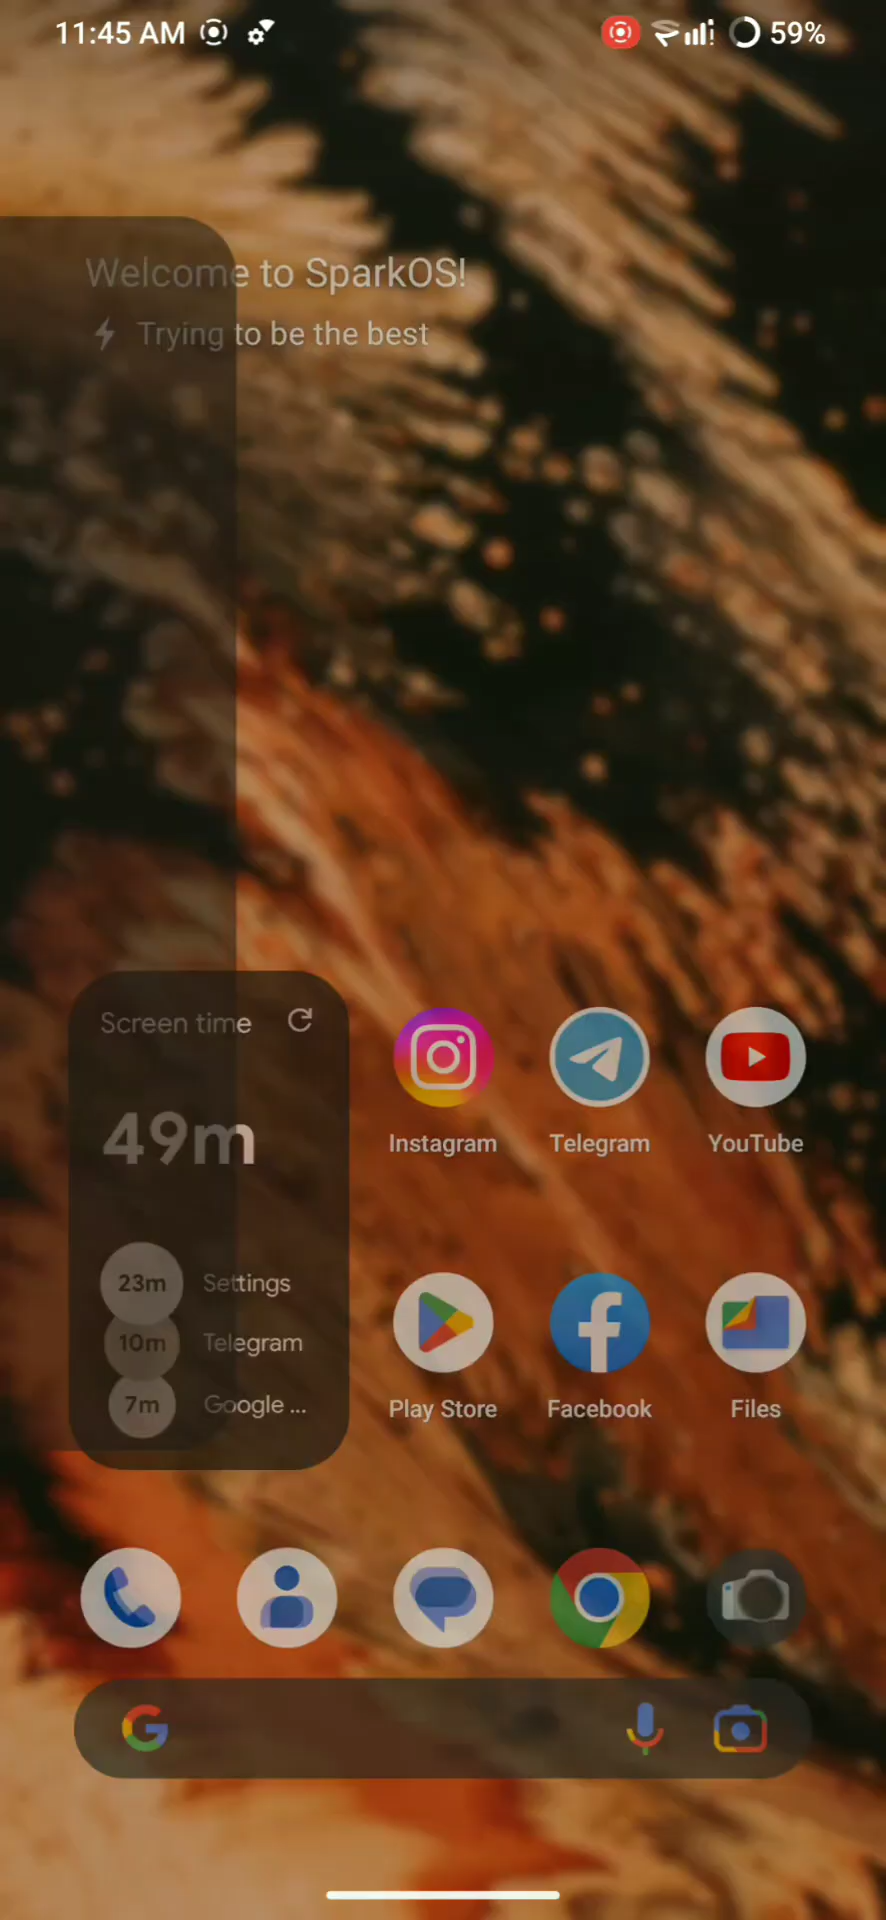 11:45 AM
59%
Welcome to SparkOS!
Trying to be the best
Screen time
49m
23m Settings
10m Telegram
7m Google ...
Instagram Telegram YouTube
Play Store Facebook Files